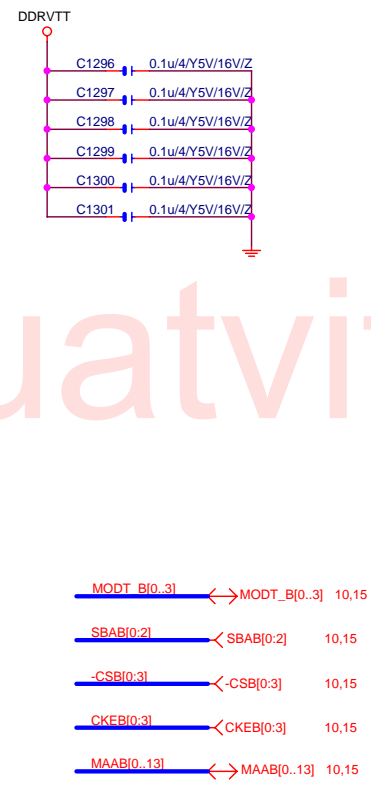 DDRVTT
C1296 0.1u/4/Y5V/16V/Z
C1297 0.1u/4/Y5V/16V/Z
C1298 0.1u/4/Y5V/16V/Z
C1299 0.1u/4/Y5V/16V/Z
C1300 0.1u/4/Y5V/16V/Z
C1301 0.1u/4/Y5V/16V/Z
uatvi
MODT_B[0..3] MODT_B[0..3] 10,15
SBAB[0:2] SBAB[0:2] 10,15
-CSB[0:3] -CSB[0:3] 10,15
CKEB[0:3] CKEB[0:3] 10,15
MAAB[0..13] MAAB[0..13] 10,15